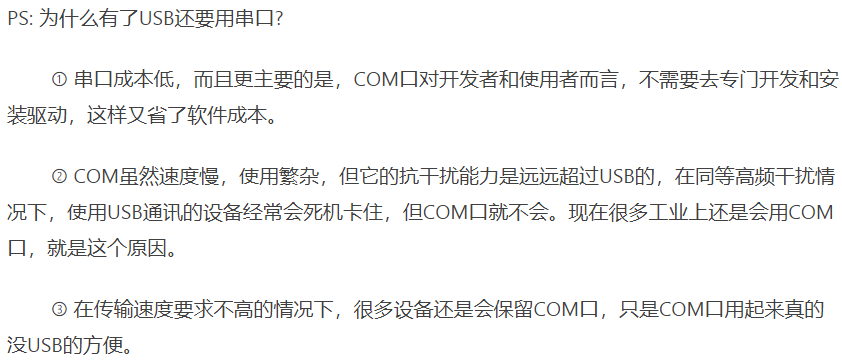 PS: 为什么有了USB还要用串口?
① 串口成本低，而且更主要的是，COM口对开发者和使用者而言，不需要去专门开发和安
装驱动，这样又省了软件成本。
② COM虽然速度慢，使用繁杂，但它的抗干扰能力是远远超过USB的，在同等高频干扰情
况下，使用USB通讯的设备经常会死机卡住，但COM口就不会。现在很多工业上还是会用COM
口，就是这个原因。
③ 在传输速度要求不高的情况下，很多设备还是会保留COM口，只是COM口用起来真的
没USB的方便。